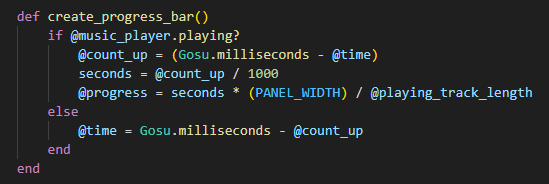 def create_progress_bar()
    if @music_player.playing?
        @count_up = (Gosu.milliseconds - @time)
        seconds = @count_up / 1000
        @progress = seconds * (PANEL_WIDTH) / @playing_track_length
    else
        @time = Gosu.milliseconds - @count_up
    end
end